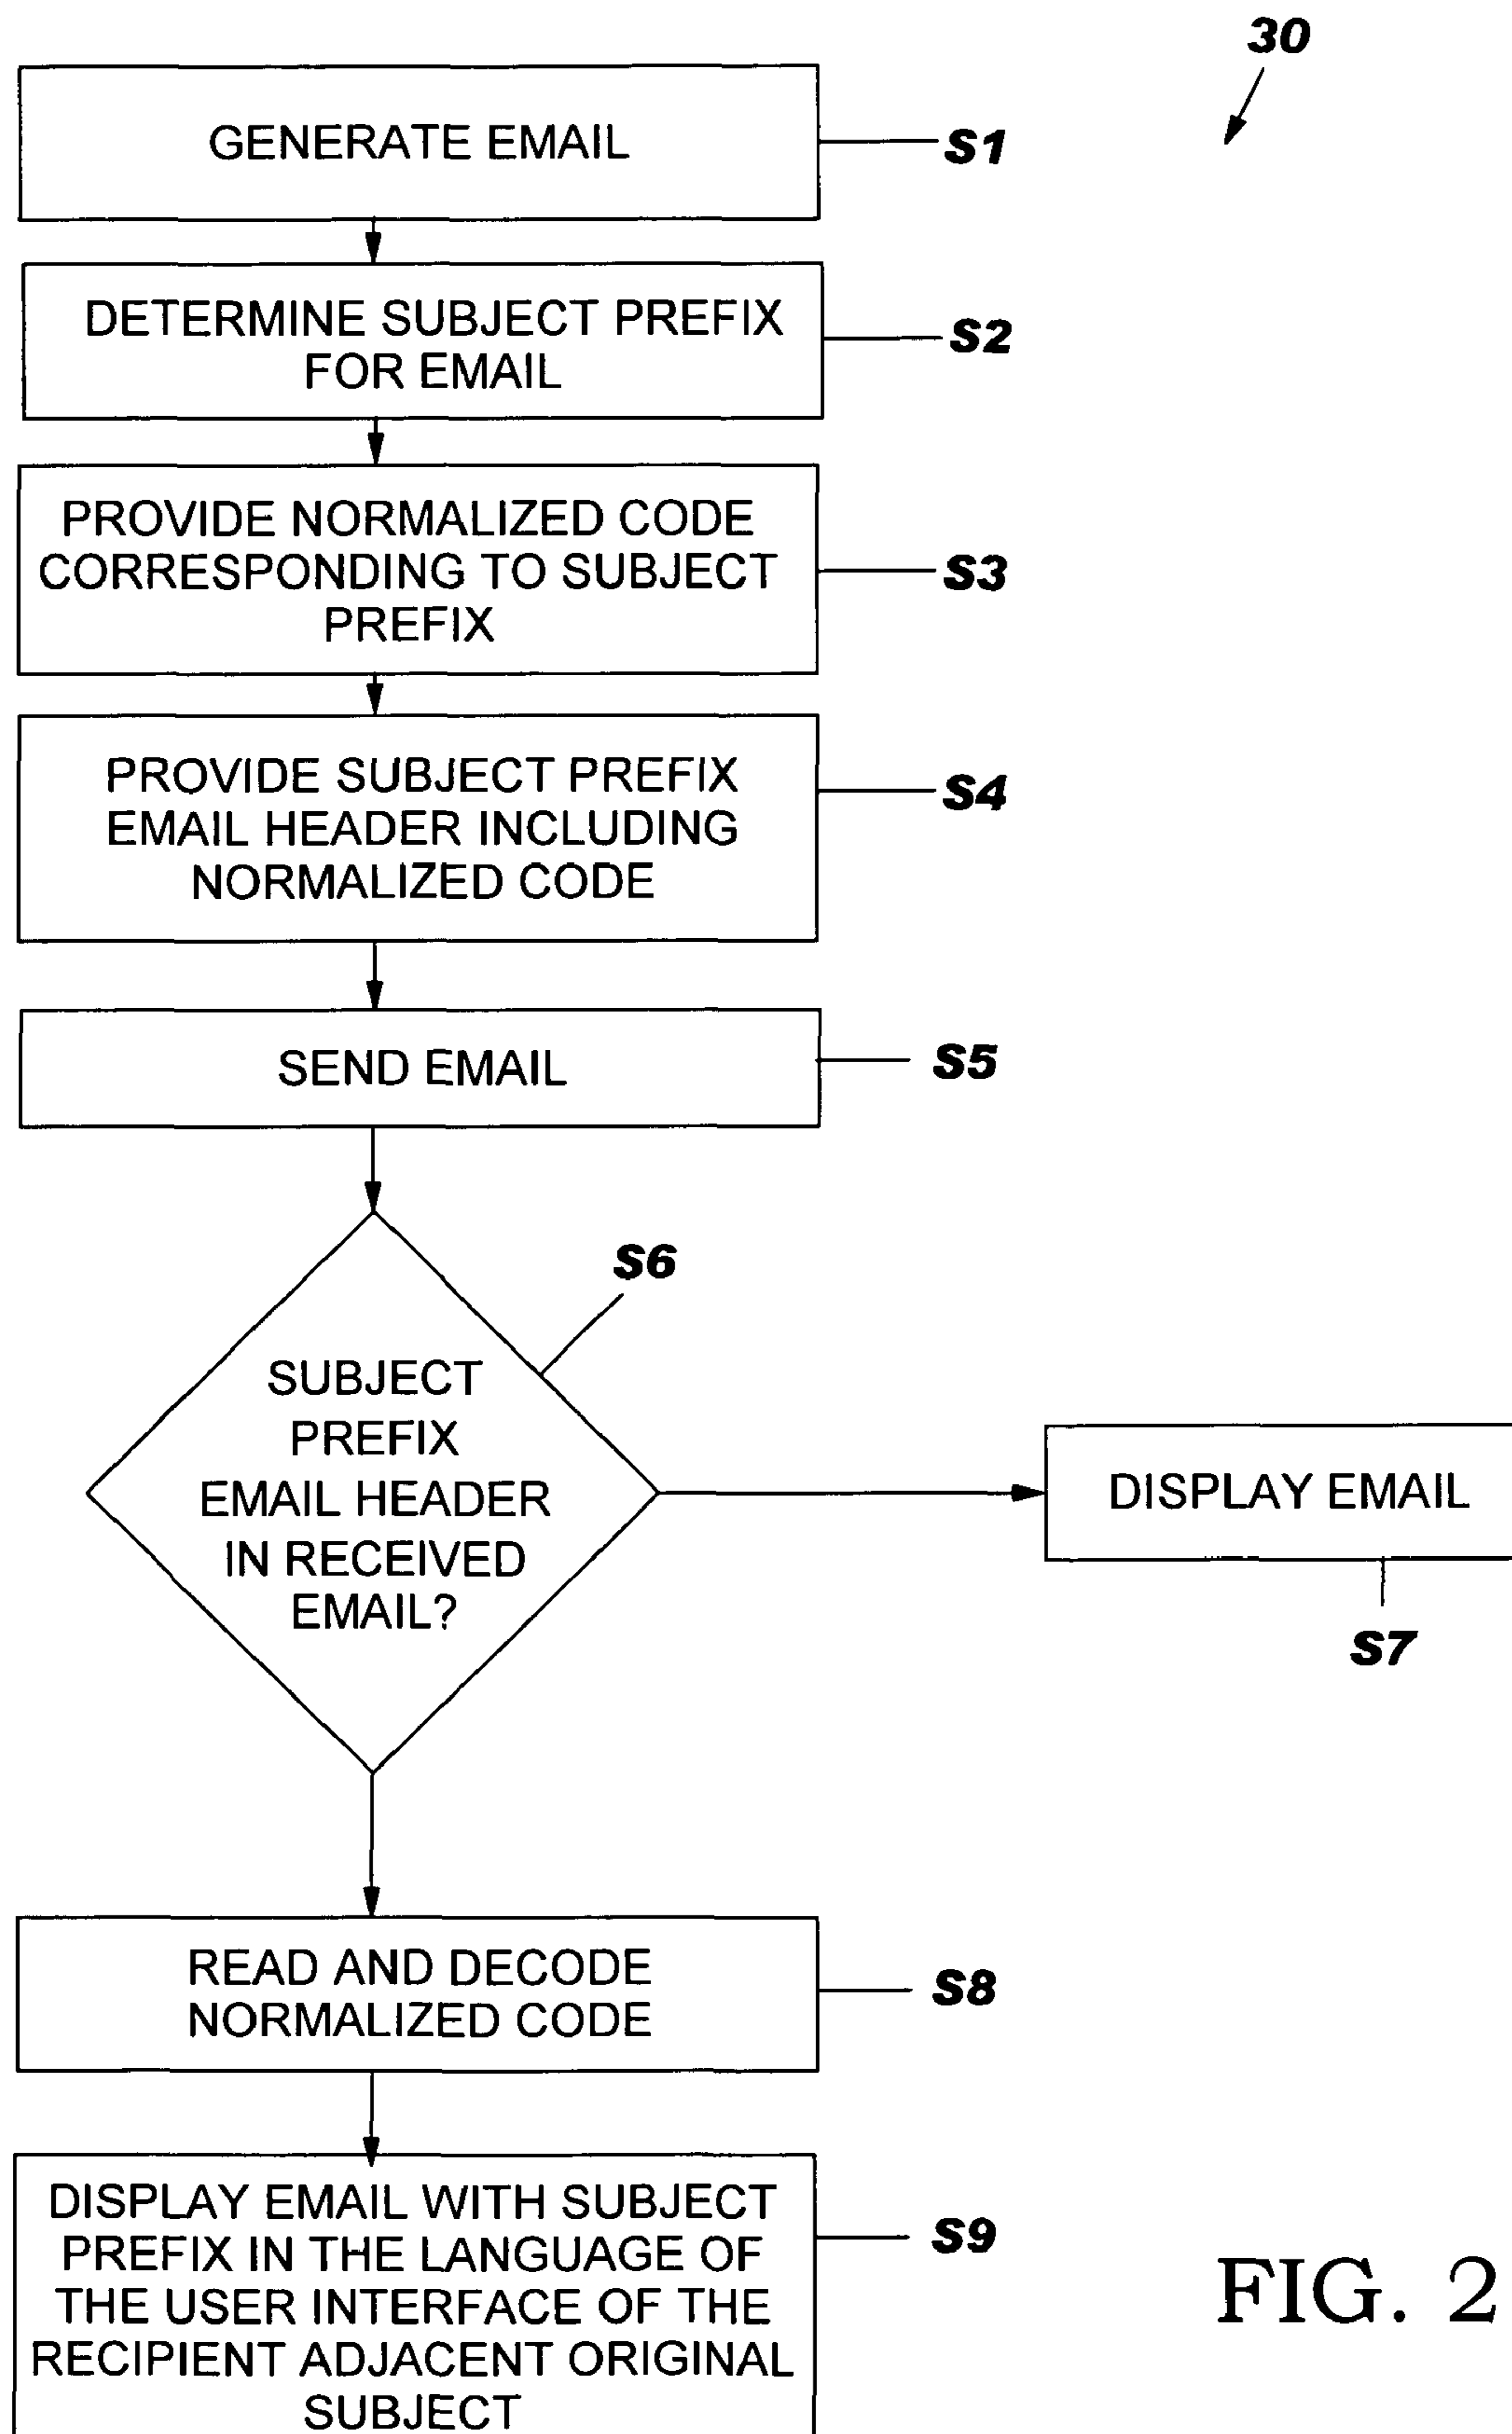 30
GENERATE EMAIL
S1
DETERMINE SUBJECT PREFIX
FOR EMAIL
S2
PROVIDE NORMALIZED CODE
CORRESPONDING TO SUBJECT
PREFIX
S3
PROVIDE SUBJECT PREFIX
EMAIL HEADER INCLUDING
NORMALIZED CODE
S4
SEND EMAIL
S5
S6
SUBJECT
PREFIX
EMAIL HEADER
IN RECEIVED
EMAIL?
DISPLAY EMAIL
S7
READ AND DECODE
NORMALIZED CODE
S8
DISPLAY EMAIL WITH SUBJECT
PREFIX IN THE LANGUAGE OF
THE USER INTERFACE OF THE
RECIPIENT ADJACENT ORIGINAL
SUBJECT
S9
FIG. 2